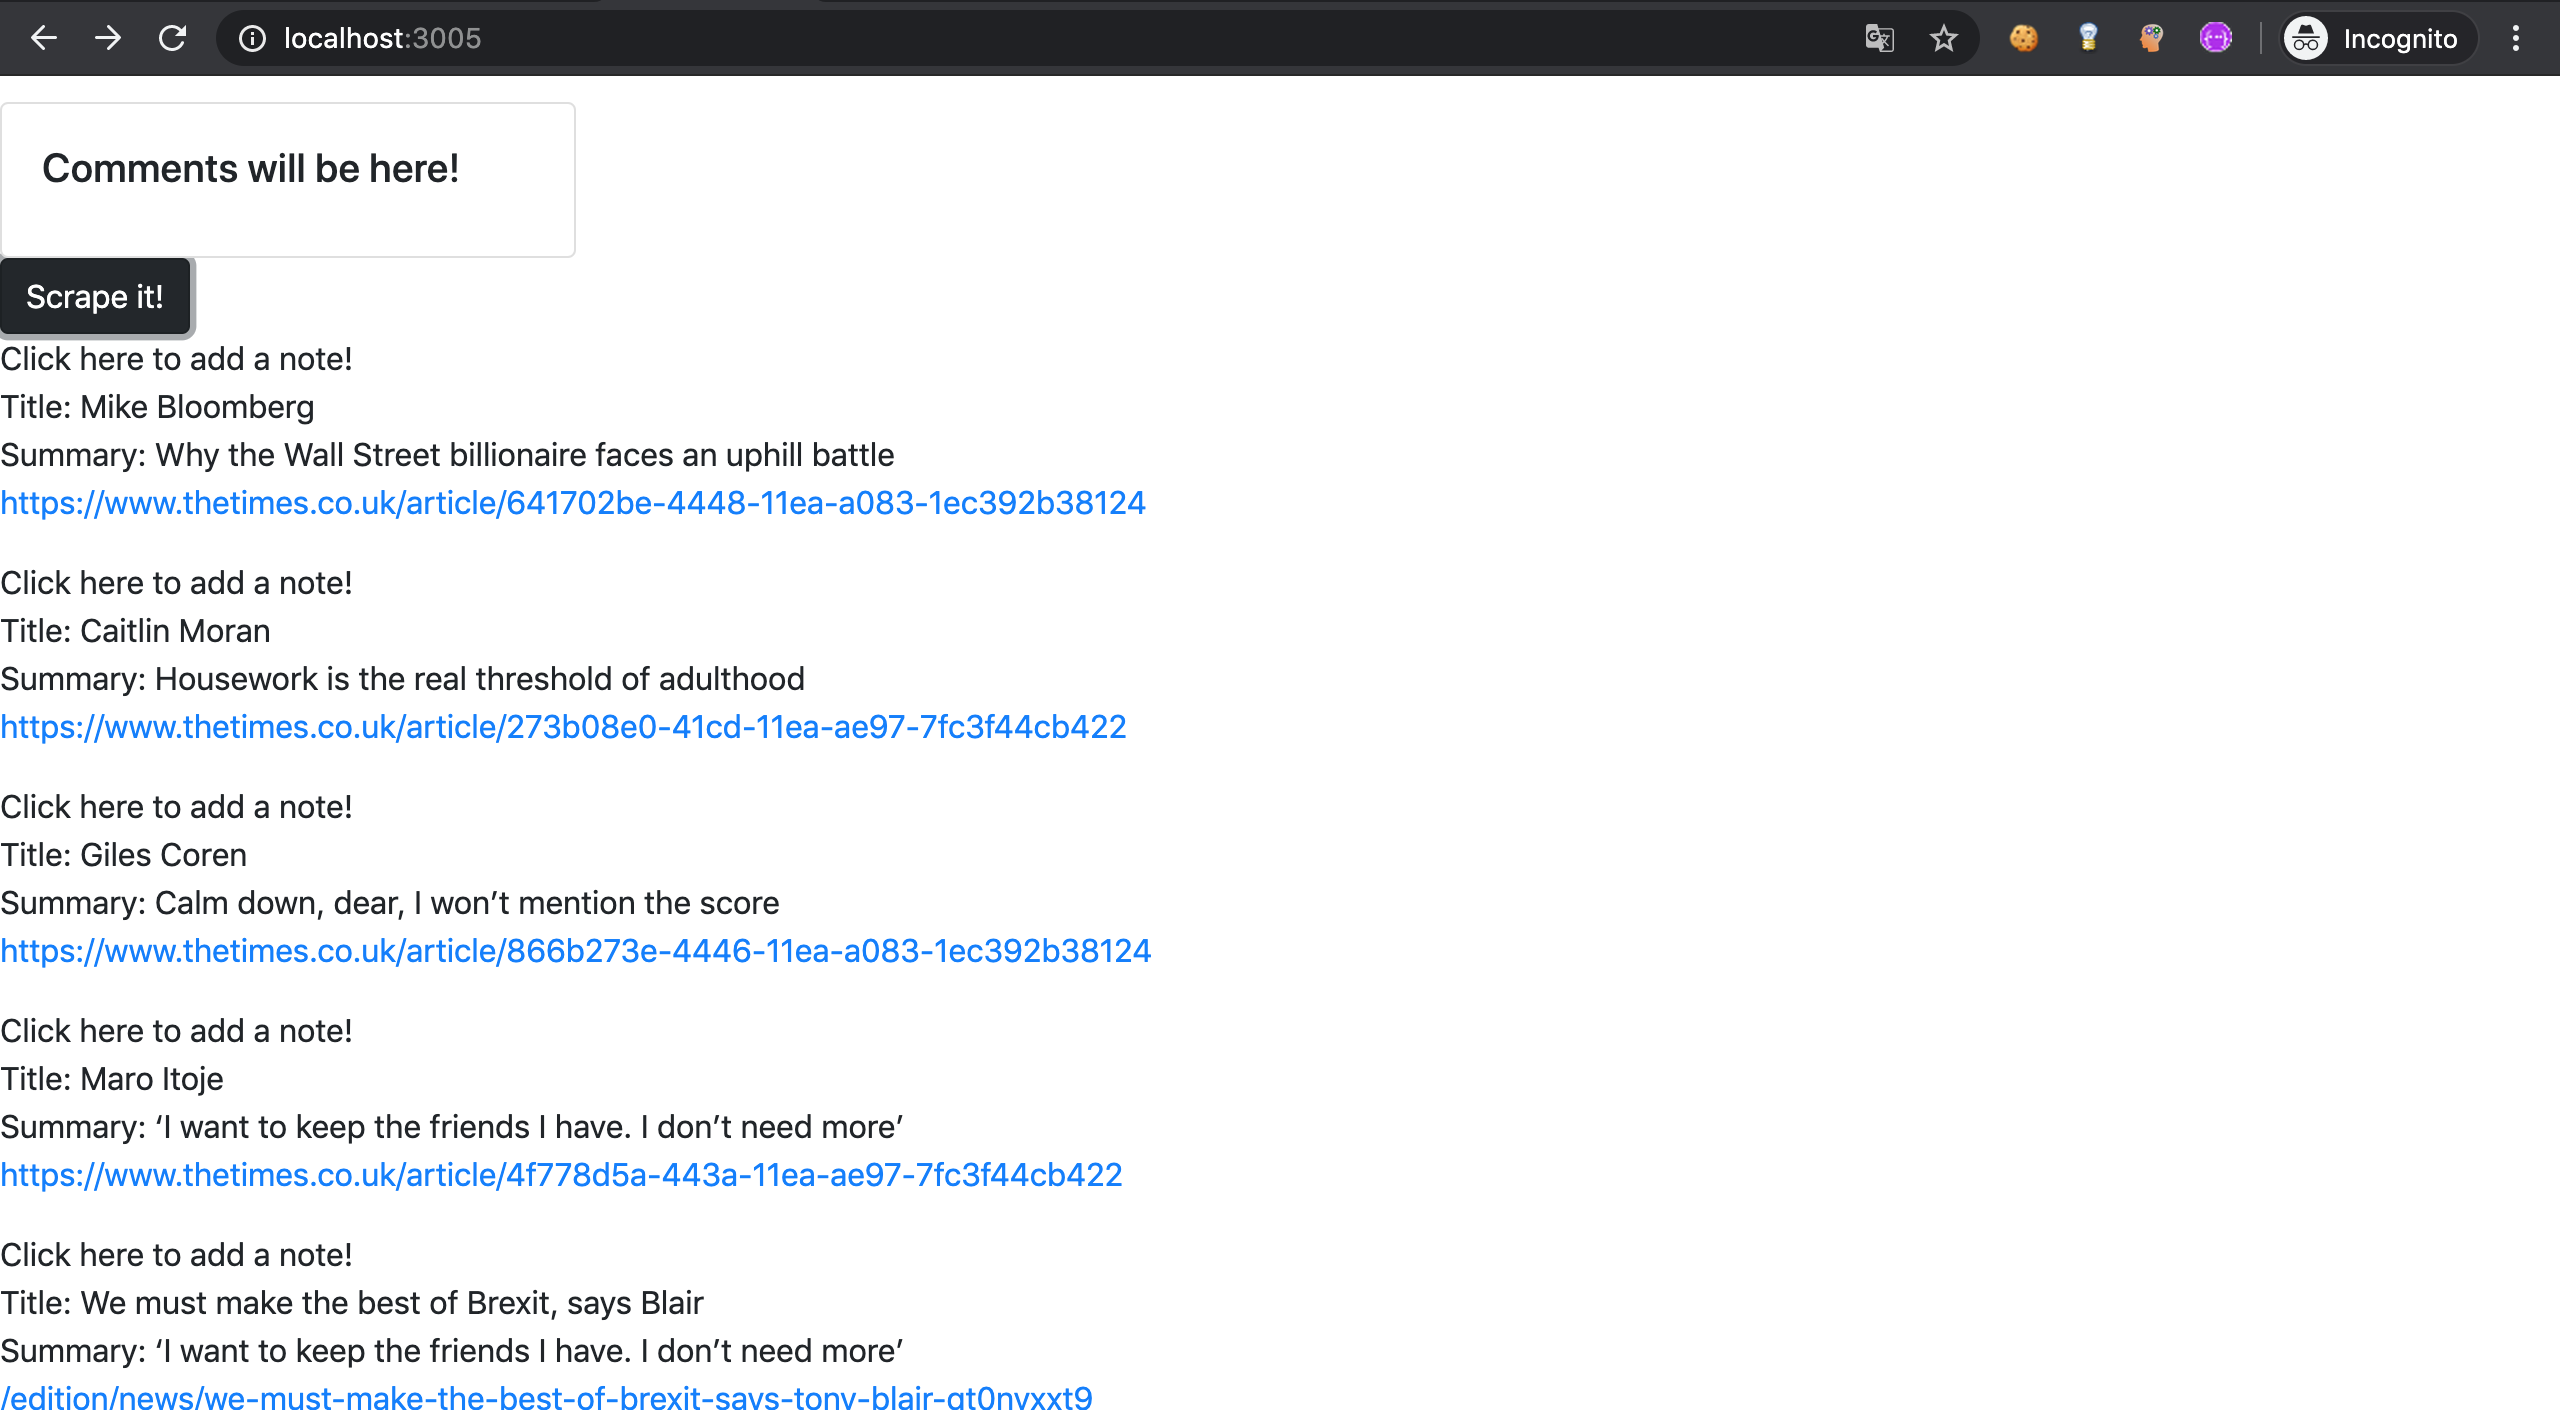 localhost:3005
Incognito
Comments will be here!
Scrape it!
Click here to add a note!
Title: Mike Bloomberg
Summary: Why the Wall Street billionaire faces an uphill battle
https://www.thetimes.co.uk/article/641702be-4448-11ea-a083-1ec392b38124
Click here to add a note!
Title: Caitlin Moran
Summary: Housework is the real threshold of adulthood
https://www.thetimes.co.uk/article/273b08e0-41cd-11ea-ae97-7fc3f44cb422
Click here to add a note!
Title: Giles Coren
Summary: Calm down, dear, I won’t mention the score
https://www.thetimes.co.uk/article/866b273e-4446-11ea-a083-1ec392b38124
Click here to add a note!
Title: Maro Itoje
Summary: ‘I want to keep the friends I have. I don’t need more’
https://www.thetimes.co.uk/article/4f778d5a-443a-11ea-ae97-7fc3f44cb422
Click here to add a note!
Title: We must make the best of Brexit, says Blair
Summary: ‘I want to keep the friends I have. I don’t need more’
/edition/news/we-must-make-the-best-of-brexit-says-tony-blair-qt0nvxxt9